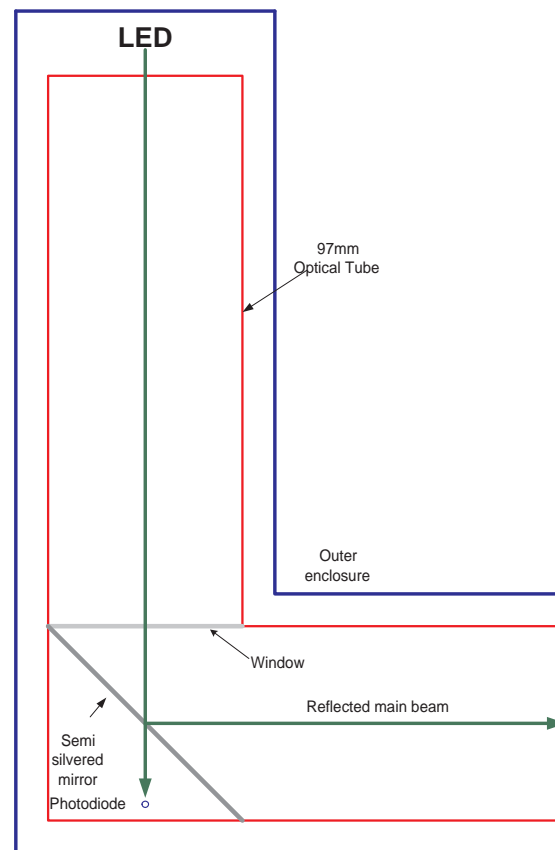 LED
97mm
Optical Tube
Outer
enclosure
Window
Reflected main beam
Semi
silvered
mirror
Photodiode